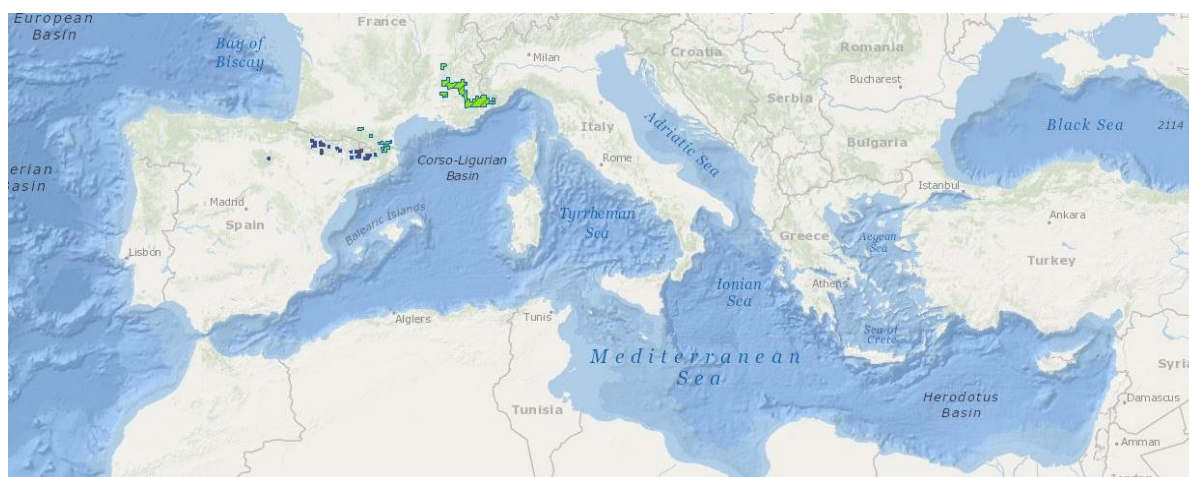 European
Basin
France
Bay of
Biscay
Milan
Croatia
Romania
Bucharest
Serbia
Italy
Adriatic Sea
Black Sea
2114
Bulgaria
Corso-Ligurian
Basin
Rome
Istanbul
erian
Basin
Madrid
Spain
Balearic Islands
Tyrrhenian
Sea
Greece
Aegean
Sea
Ankara
Turkey
Lisbon
Ionian
Sea
Athens
Algiers
Tunis
Sea of
Crete
Mediterranean
Sea
Syria
Herodotus
Basin
Damascus
Tunisia
Amman